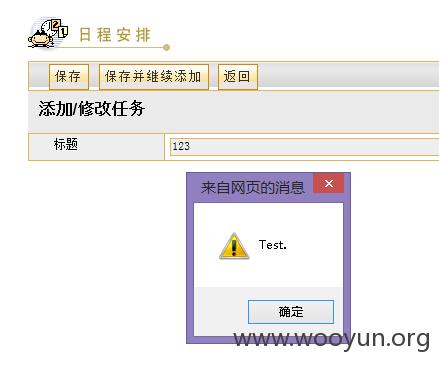 日程安排
保存 保存并继续添加 返回
添加/修改任务
标题 123
来自网页的消息
Test.
确定
www.wooyun.org